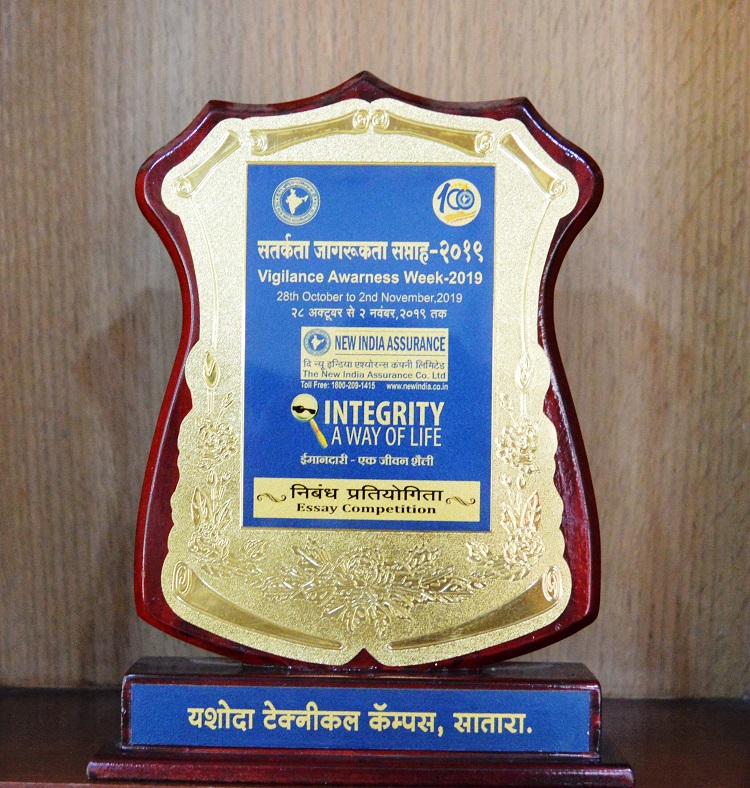 100
सतर्कता जागरूकता सप्ताह-२०१९
Vigilance Awarness Week-2019
28th October to 2nd November,2019
२८ अक्टूबर से २ नवंबर,२०१९ तक
NEW INDIA ASSURANCE
दि न्यू इन्डिया एश्योरन्स कंपनी लिमिटेड
The New India Assurance Co. Ltd
Toll Free: 1800-209-1415 www.newindia.co.in
INTEGRITY
A WAY OF LIFE
ईमानदारी - एक जीवन शैली
निबंध प्रतियोगिता
Essay Competition
यशोदा टेक्नीकल कॅम्पस, सातारा.